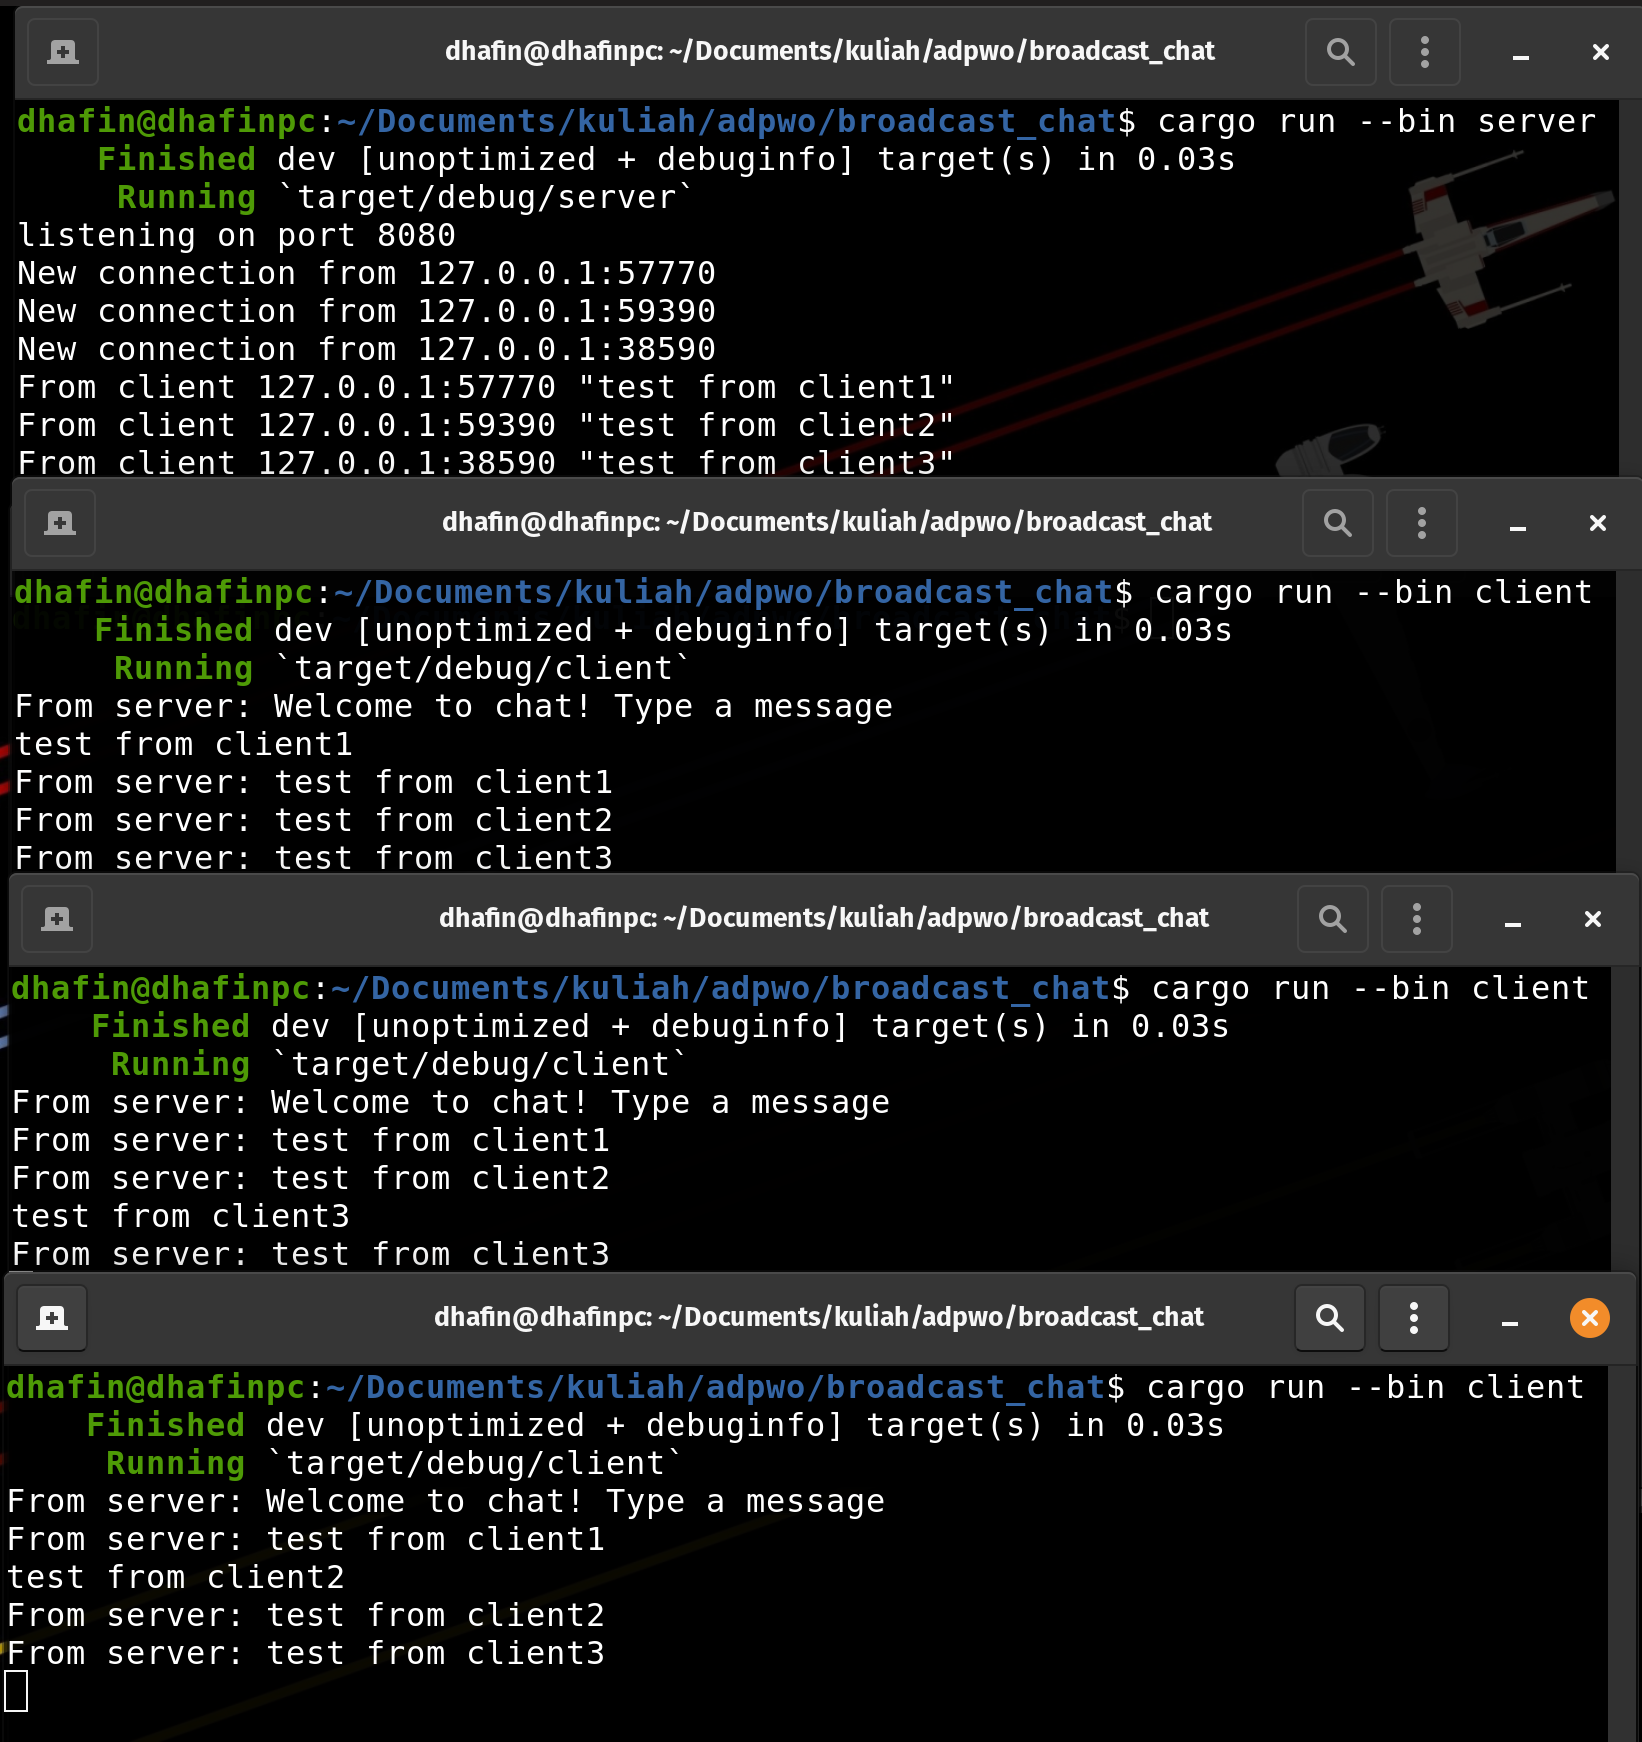 dhafin@dhafinpc: ~/Documents/kuliah/adpwo/broadcast_chat
dhafin@dhafinpc:~/Documents/kuliah/adpwo/broadcast_chat$ cargo run --bin server
Finished dev [unoptimized + debuginfo] target(s) in 0.03s
Running `target/debug/server`
listening on port 8080
New connection from 127.0.0.1:57770
New connection from 127.0.0.1:59390
New connection from 127.0.0.1:38590
From client 127.0.0.1:57770 "test from client1"
From client 127.0.0.1:59390 "test from client2"
From client 127.0.0.1:38590 "test from client3"
dhafin@dhafinpc: ~/Documents/kuliah/adpwo/broadcast_chat
dhafin@dhafinpc:~/Documents/kuliah/adpwo/broadcast_chat$ cargo run --bin client
Finished dev [unoptimized + debuginfo] target(s) in 0.03s
Running `target/debug/client`
From server: Welcome to chat! Type a message
test from client1
From server: test from client1
From server: test from client2
From server: test from client3
dhafin@dhafinpc: ~/Documents/kuliah/adpwo/broadcast_chat
dhafin@dhafinpc:~/Documents/kuliah/adpwo/broadcast_chat$ cargo run --bin client
Finished dev [unoptimized + debuginfo] target(s) in 0.03s
Running `target/debug/client`
From server: Welcome to chat! Type a message
From server: test from client1
From server: test from client2
test from client3
From server: test from client3
dhafin@dhafinpc: ~/Documents/kuliah/adpwo/broadcast_chat
dhafin@dhafinpc:~/Documents/kuliah/adpwo/broadcast_chat$ cargo run --bin client
Finished dev [unoptimized + debuginfo] target(s) in 0.03s
Running `target/debug/client`
From server: Welcome to chat! Type a message
From server: test from client1
test from client2
From server: test from client2
From server: test from client3